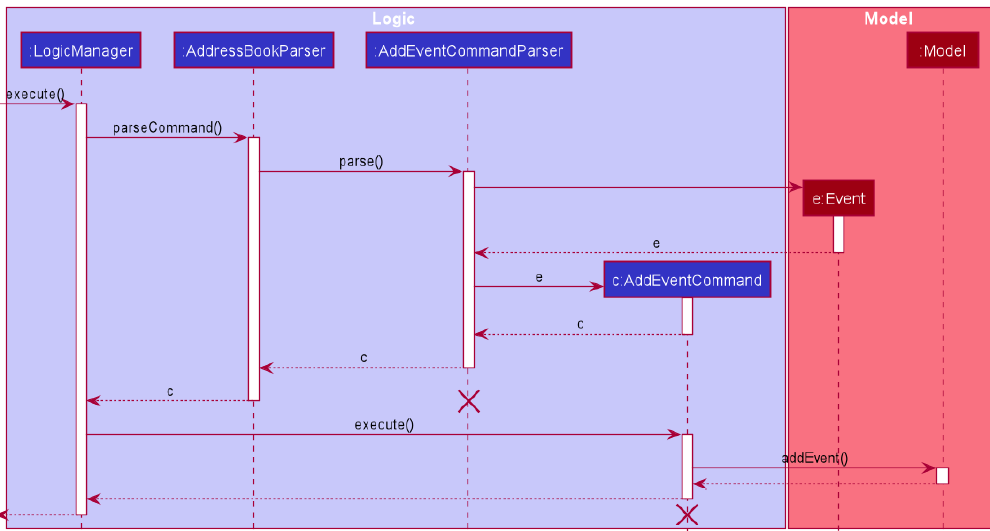 Logic
Model
:LogicManager
:AddressBookParser
:AddEventCommandParser
:Model
execute()
parseCommand()
parse()
e:Event
e
e
c:AddEventCommand
c
c
c
execute()
addEvent()